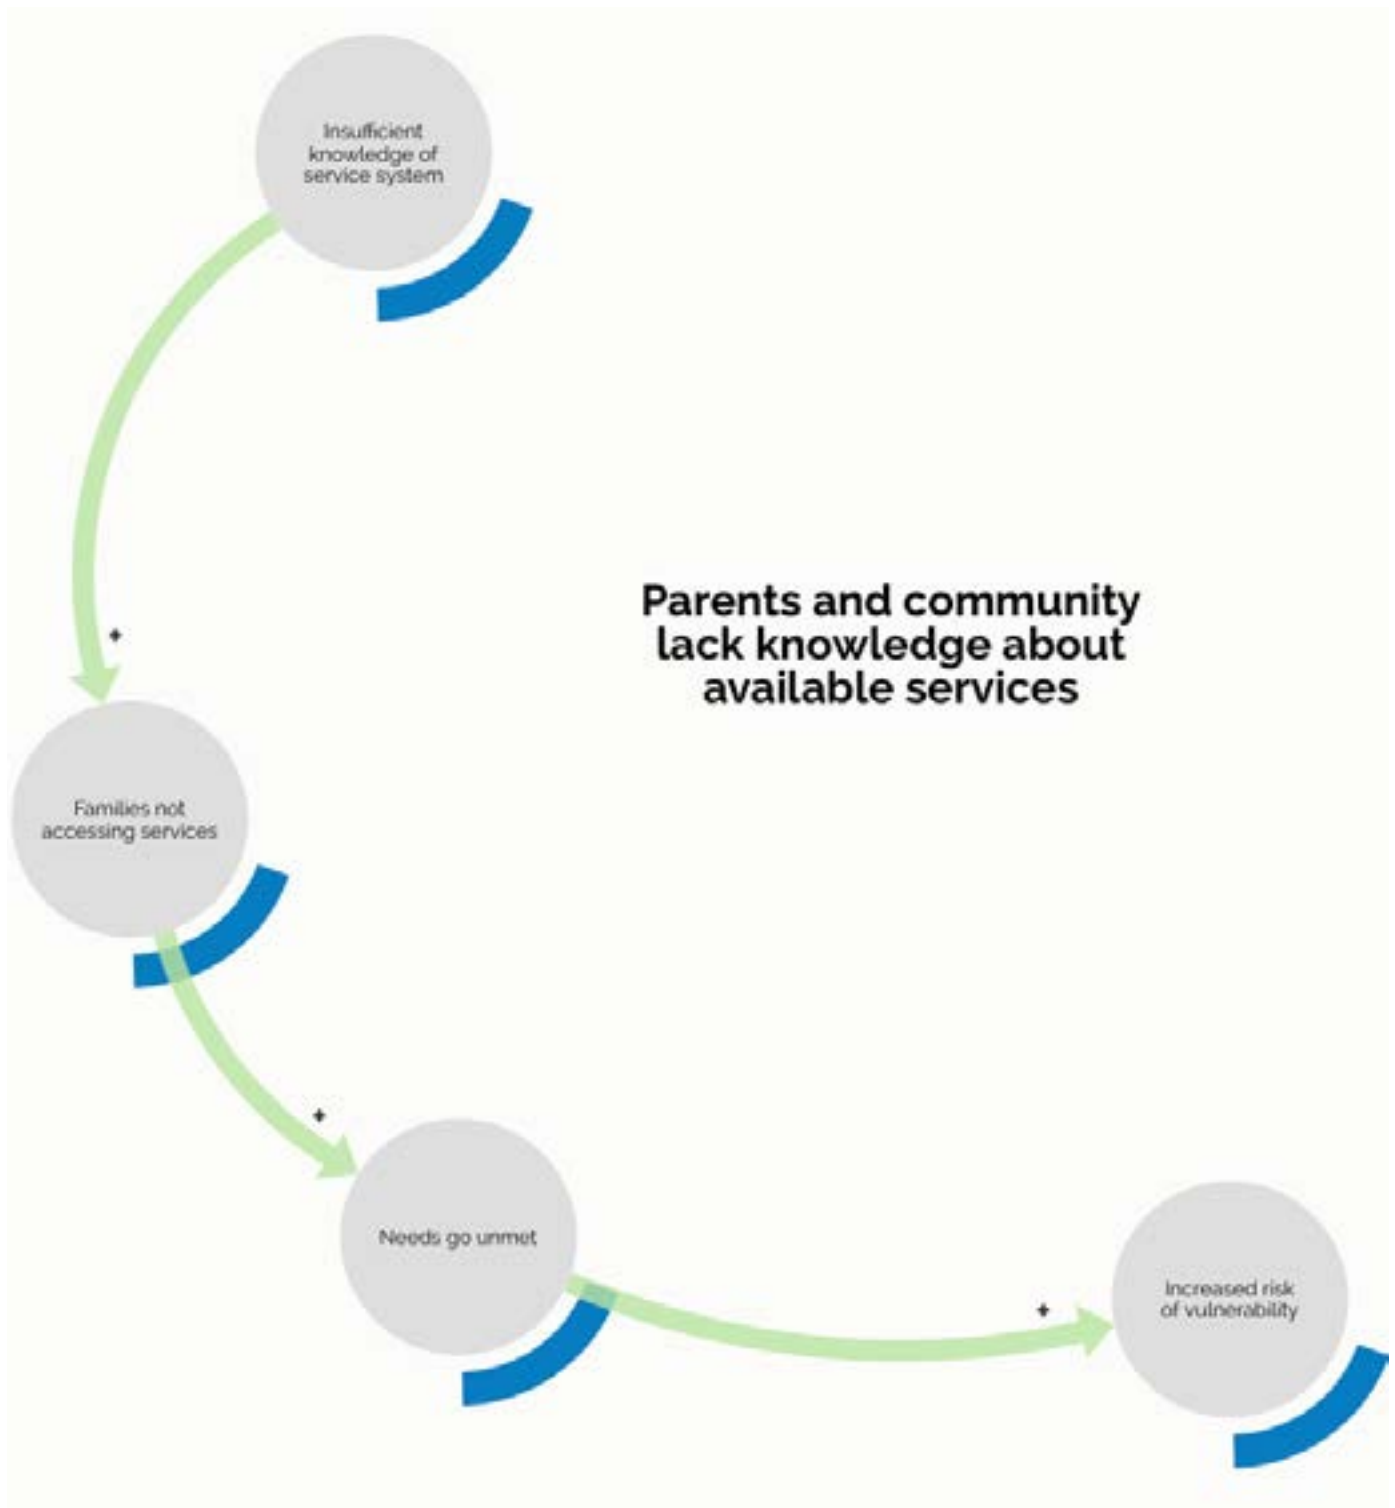 Insufficient
knowledge of
service system
+
Parents and community
lack knowledge about
available services
Families not
accessing services
+
Needs go unmet
+
Increased risk
of vulnerability